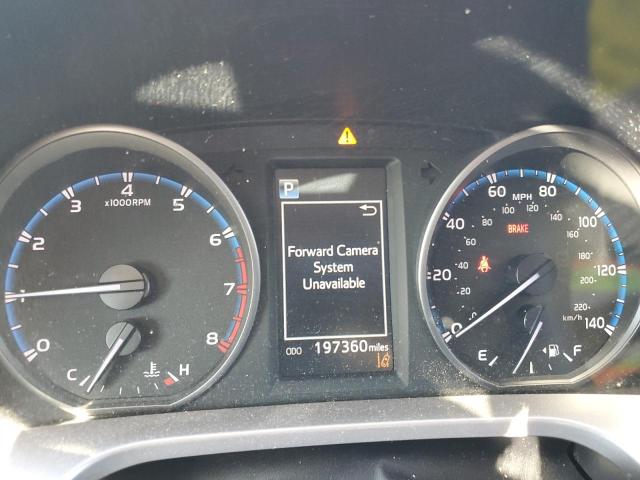 4
3
5
x1000RPM
2
6
1
7
0
8
C
H
P
Forward Camera
System
Unavailable
ODO 197360 miles
60 MPH 80
40
100
20
120
0
140
100 120 140
80
160
60
180
40
200
20
220
0
km/h
BRAKE
E
F